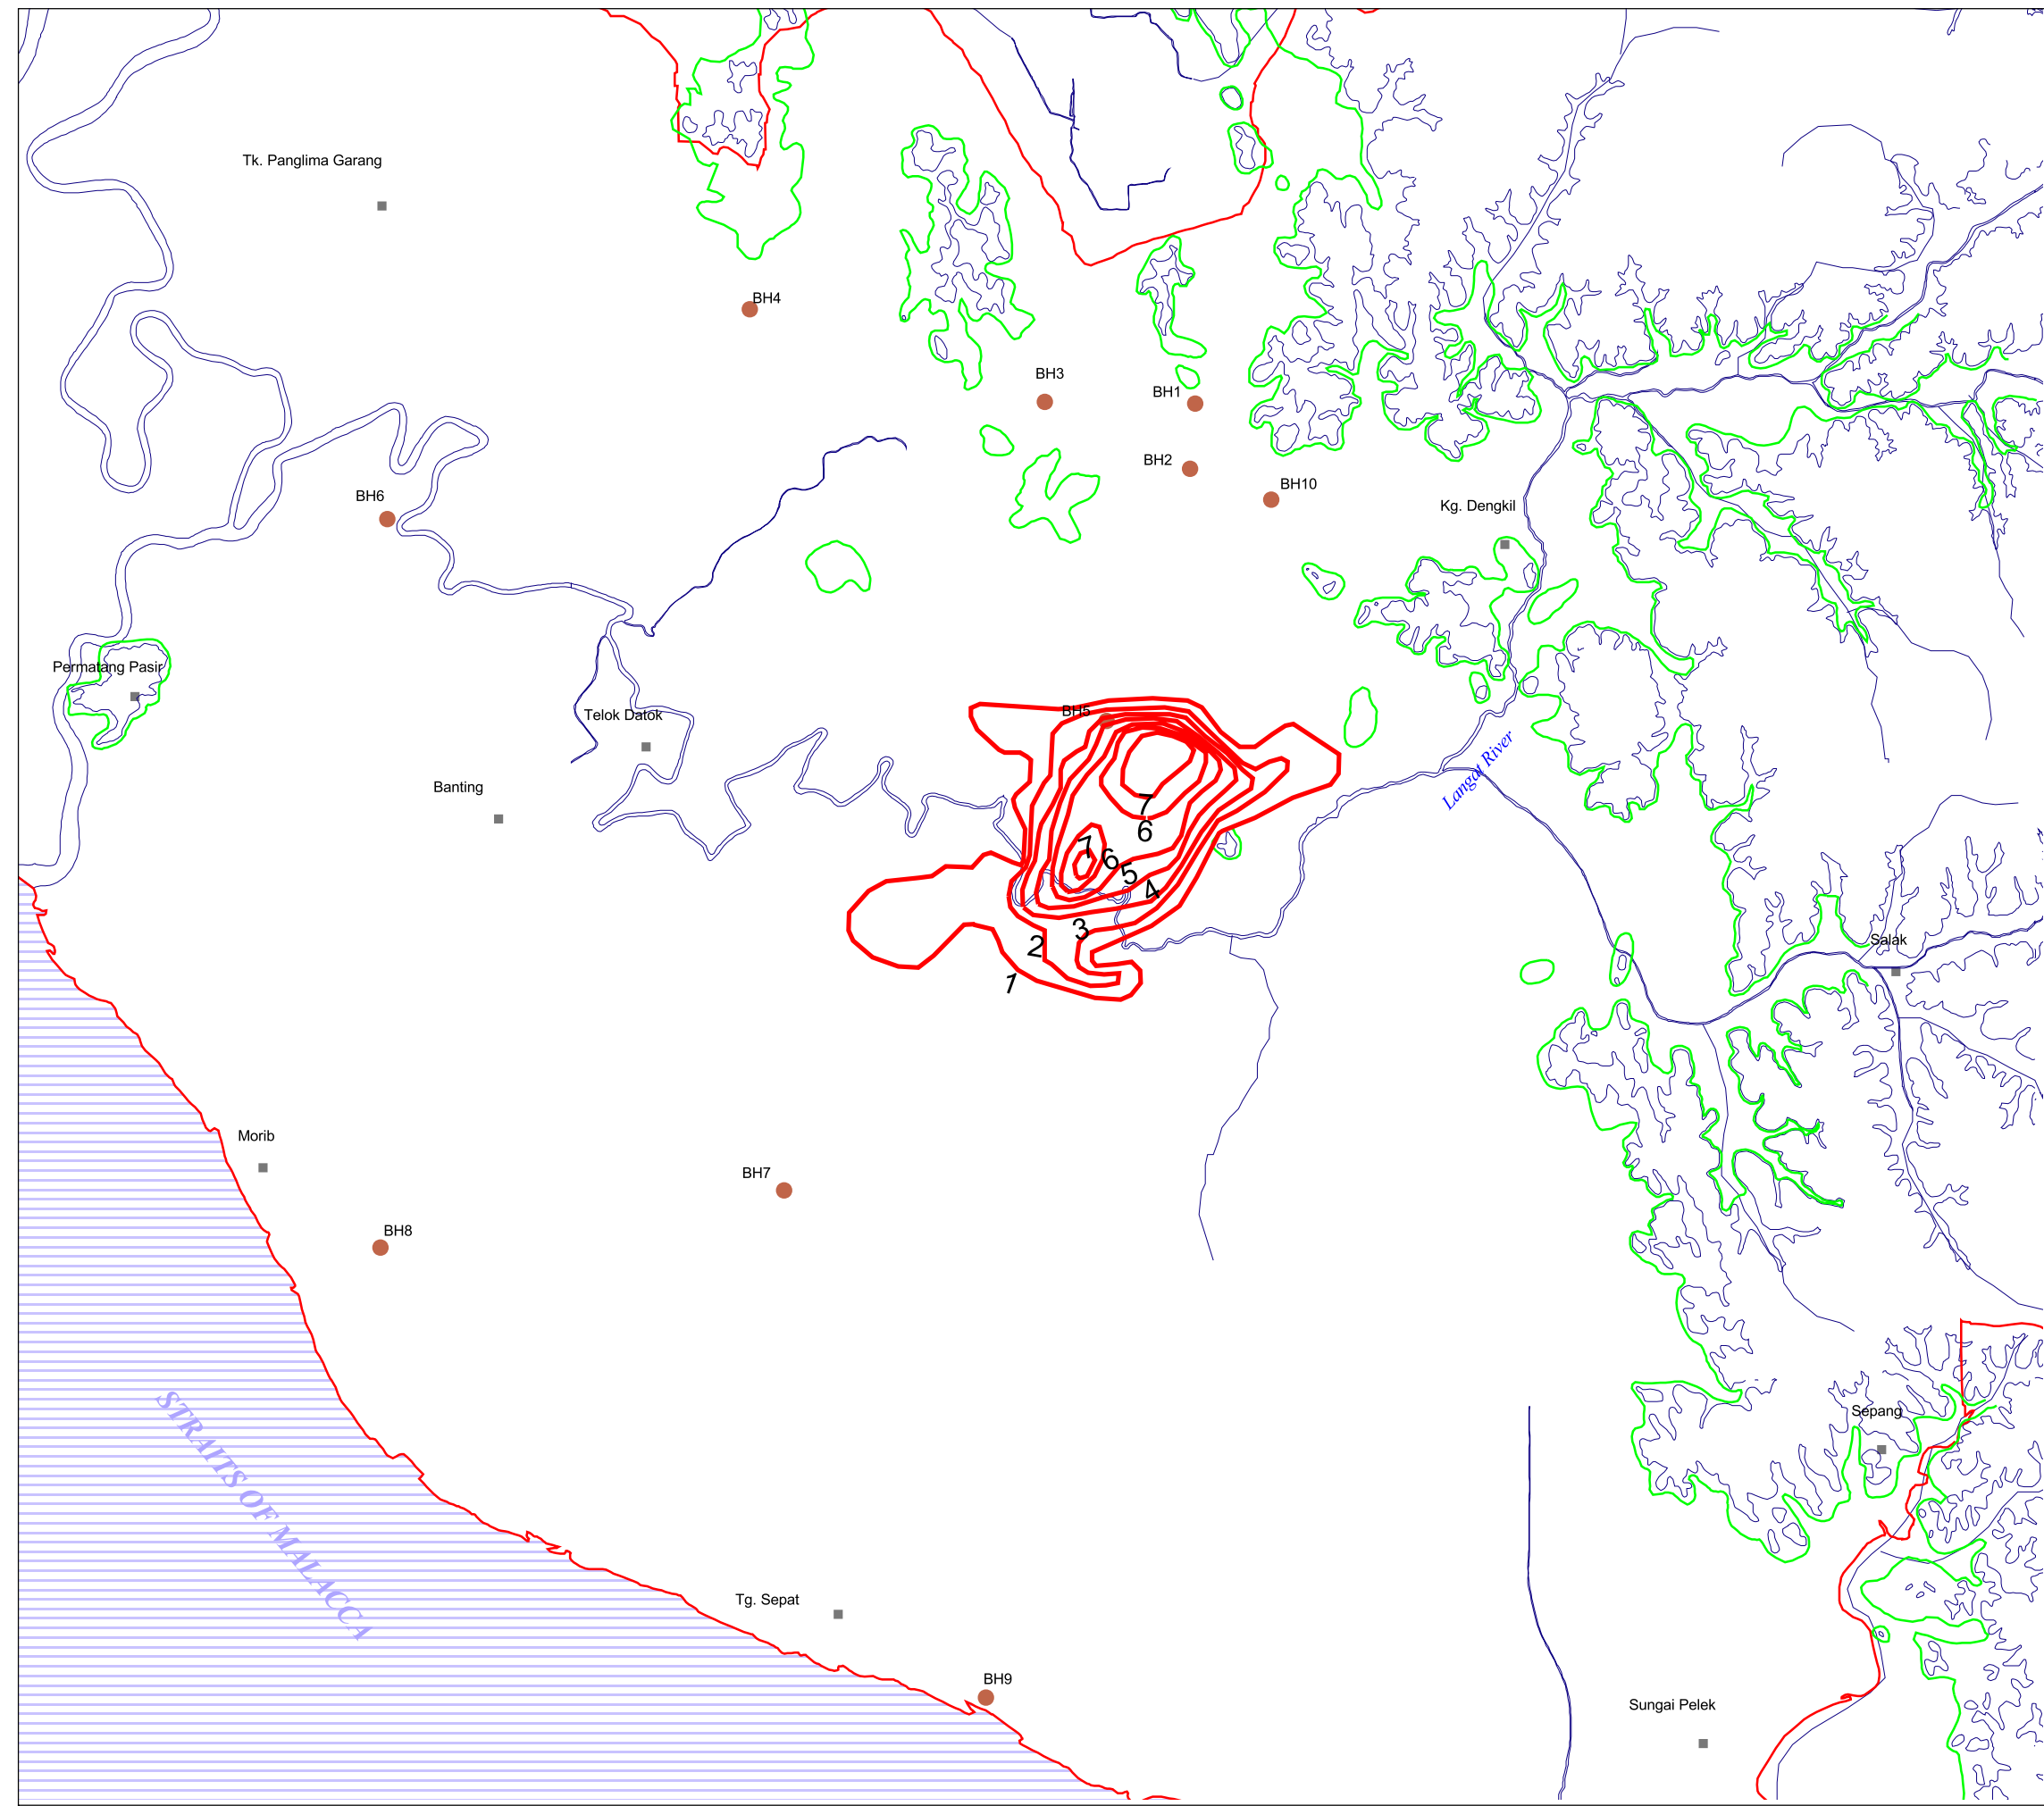 Tk. Panglima Garang
BH4
BH3
BH1
BH2
BH10
BH6
Kg. Dengkil
Permatang Pasir
Telok Datok
BH5
Langat River
Banting
7
6
7
6
5
4
3
2
1
Salak
Morib
BH7
BH8
STRAITS OF MALACCA
Sepang
Tg. Sepat
BH9
Sungai Pelek